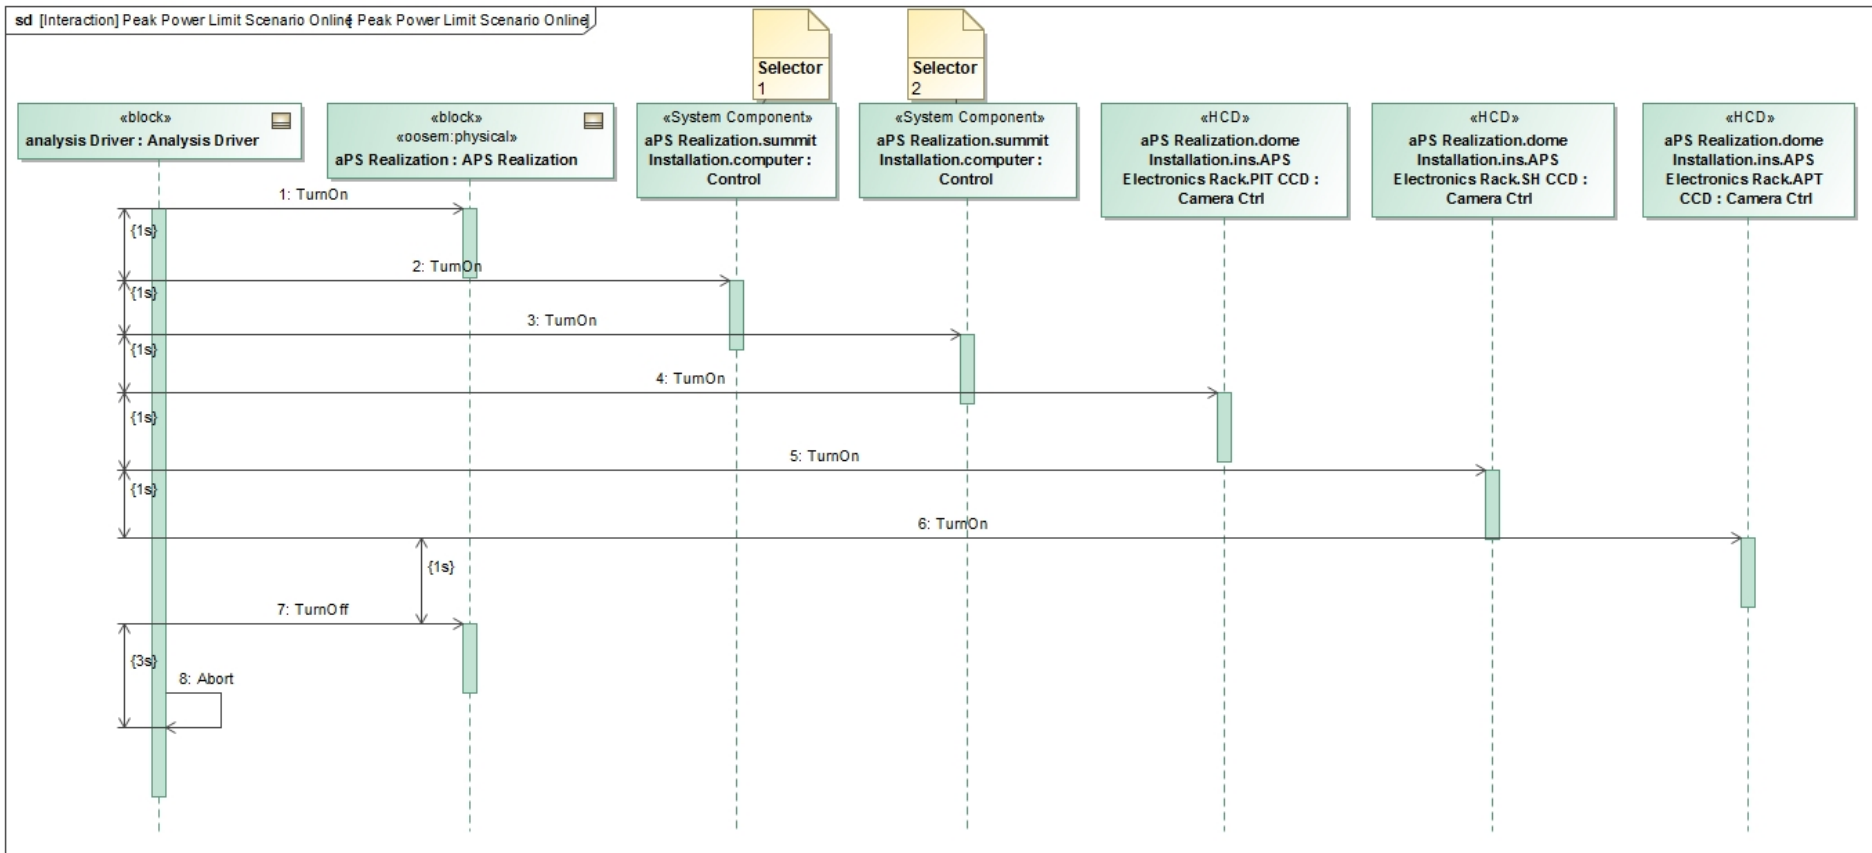 sd [Interaction] Peak Power Limit Scenario Online[ Peak Power Limit Scenario Online]
Selector
1
Selector
2
«block»
analysis Driver : Analysis Driver
«block»
«oosem:physical»
aPS Realization : APS Realization
«System Component»
aPS Realization.summit
Installation.computer :
Control
«System Component»
aPS Realization.summit
Installation.computer :
Control
«HCD»
aPS Realization.dome
Installation.ins.APS
Electronics Rack.PIT CCD :
Camera Ctrl
«HCD»
aPS Realization.dome
Installation.ins.APS
Electronics Rack.SH CCD :
Camera Ctrl
«HCD»
aPS Realization.dome
Installation.ins.APS
Electronics Rack.APT
CCD : Camera Ctrl
1: TurnOn
{1s}
2: TurnOn
{1s}
3: TurnOn
{1s}
4: TurnOn
{1s}
5: TurnOn
{1s}
6: TurnOn
{1s}
7: TurnOff
{3s}
8: Abort